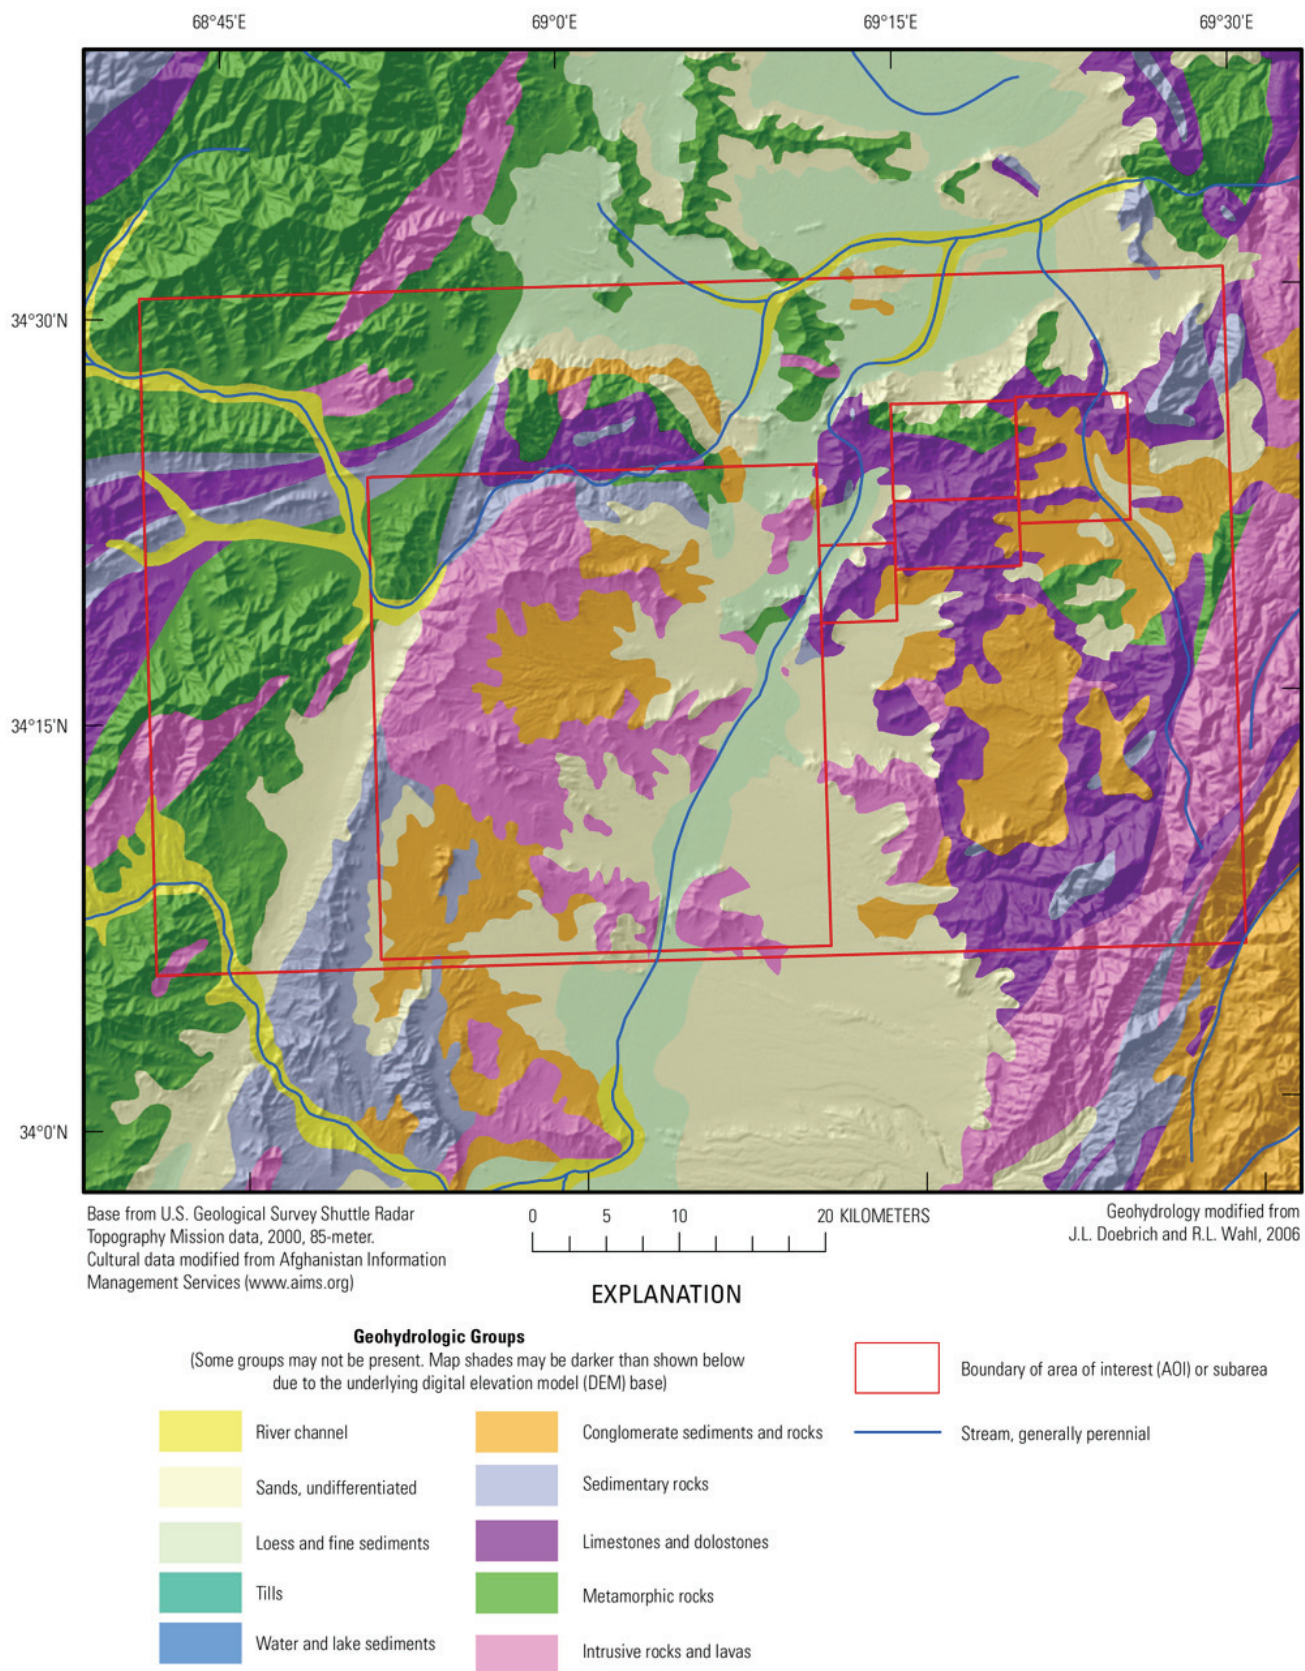 68°45'E 69°0'E 69°15'E 69°30'E
34°30'N
34°15'N
34°0'N
Base from U.S. Geological Survey Shuttle Radar
Topography Mission data, 2000, 85-meter.
Cultural data modified from Afghanistan Information
Management Services (www.aims.org)
0 5 10 20 KILOMETERS
Geohydrology modified from
J.L. Doebrich and R.L. Wahl, 2006
EXPLANATION
Geohydrologic Groups
(Some groups may not be present. Map shades may be darker than shown below
due to the underlying digital elevation model (DEM) base)
River channel
Sands, undifferentiated
Loess and fine sediments
Tills
Water and lake sediments
Conglomerate sediments and rocks
Sedimentary rocks
Limestones and dolostones
Metamorphic rocks
Intrusive rocks and lavas
Boundary of area of interest (AOI) or subarea
Stream, generally perennial